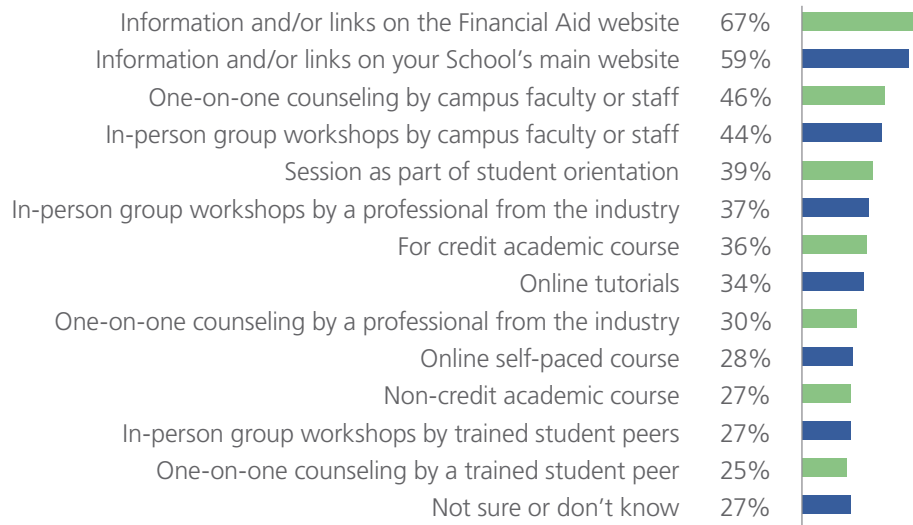 Information and/or links on the Financial Aid website 67%
Information and/or links on your School’s main website 59%
One-on-one counseling by campus faculty or staff 46%
In-person group workshops by campus faculty or staff 44%
Session as part of student orientation 39%
In-person group workshops by a professional from the industry 37%
For credit academic course 36%
Online tutorials 34%
One-on-one counseling by a professional from the industry 30%
Online self-paced course 28%
Non-credit academic course 27%
In-person group workshops by trained student peers 27%
One-on-one counseling by a trained student peer 25%
Not sure or don’t know 27%